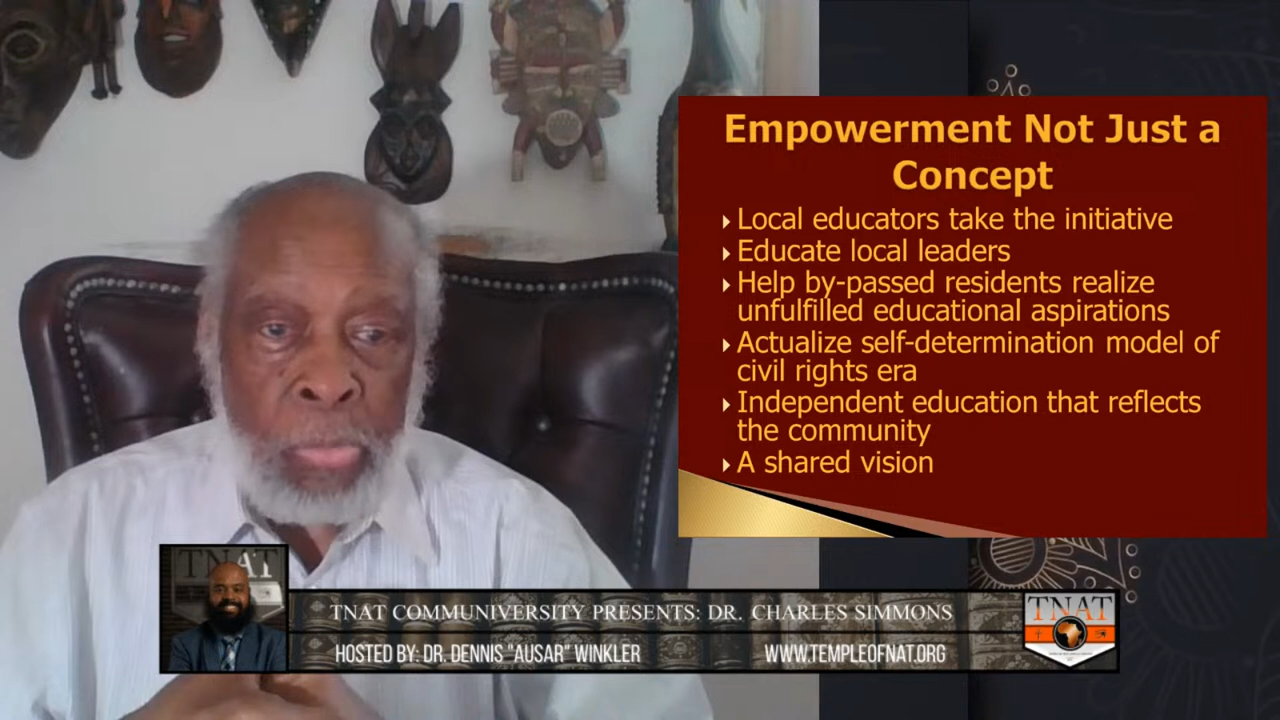 Empowerment Not Just a
Concept
Local educators take the initiative
Educate local leaders
Help by-passed residents realize
unfulfilled educational aspirations
Actualize self-determination model of
civil rights era
Independent education that reflects
the community
A shared vision
TNAT
TNAT COMMUNIVERSITY PRESENTS: DR. CHARLES SIMMONS
HOSTED BY: DR. DENNIS "AUSAR" WINKLER
WWW.TEMPLEOFNAT.ORG
TNAT